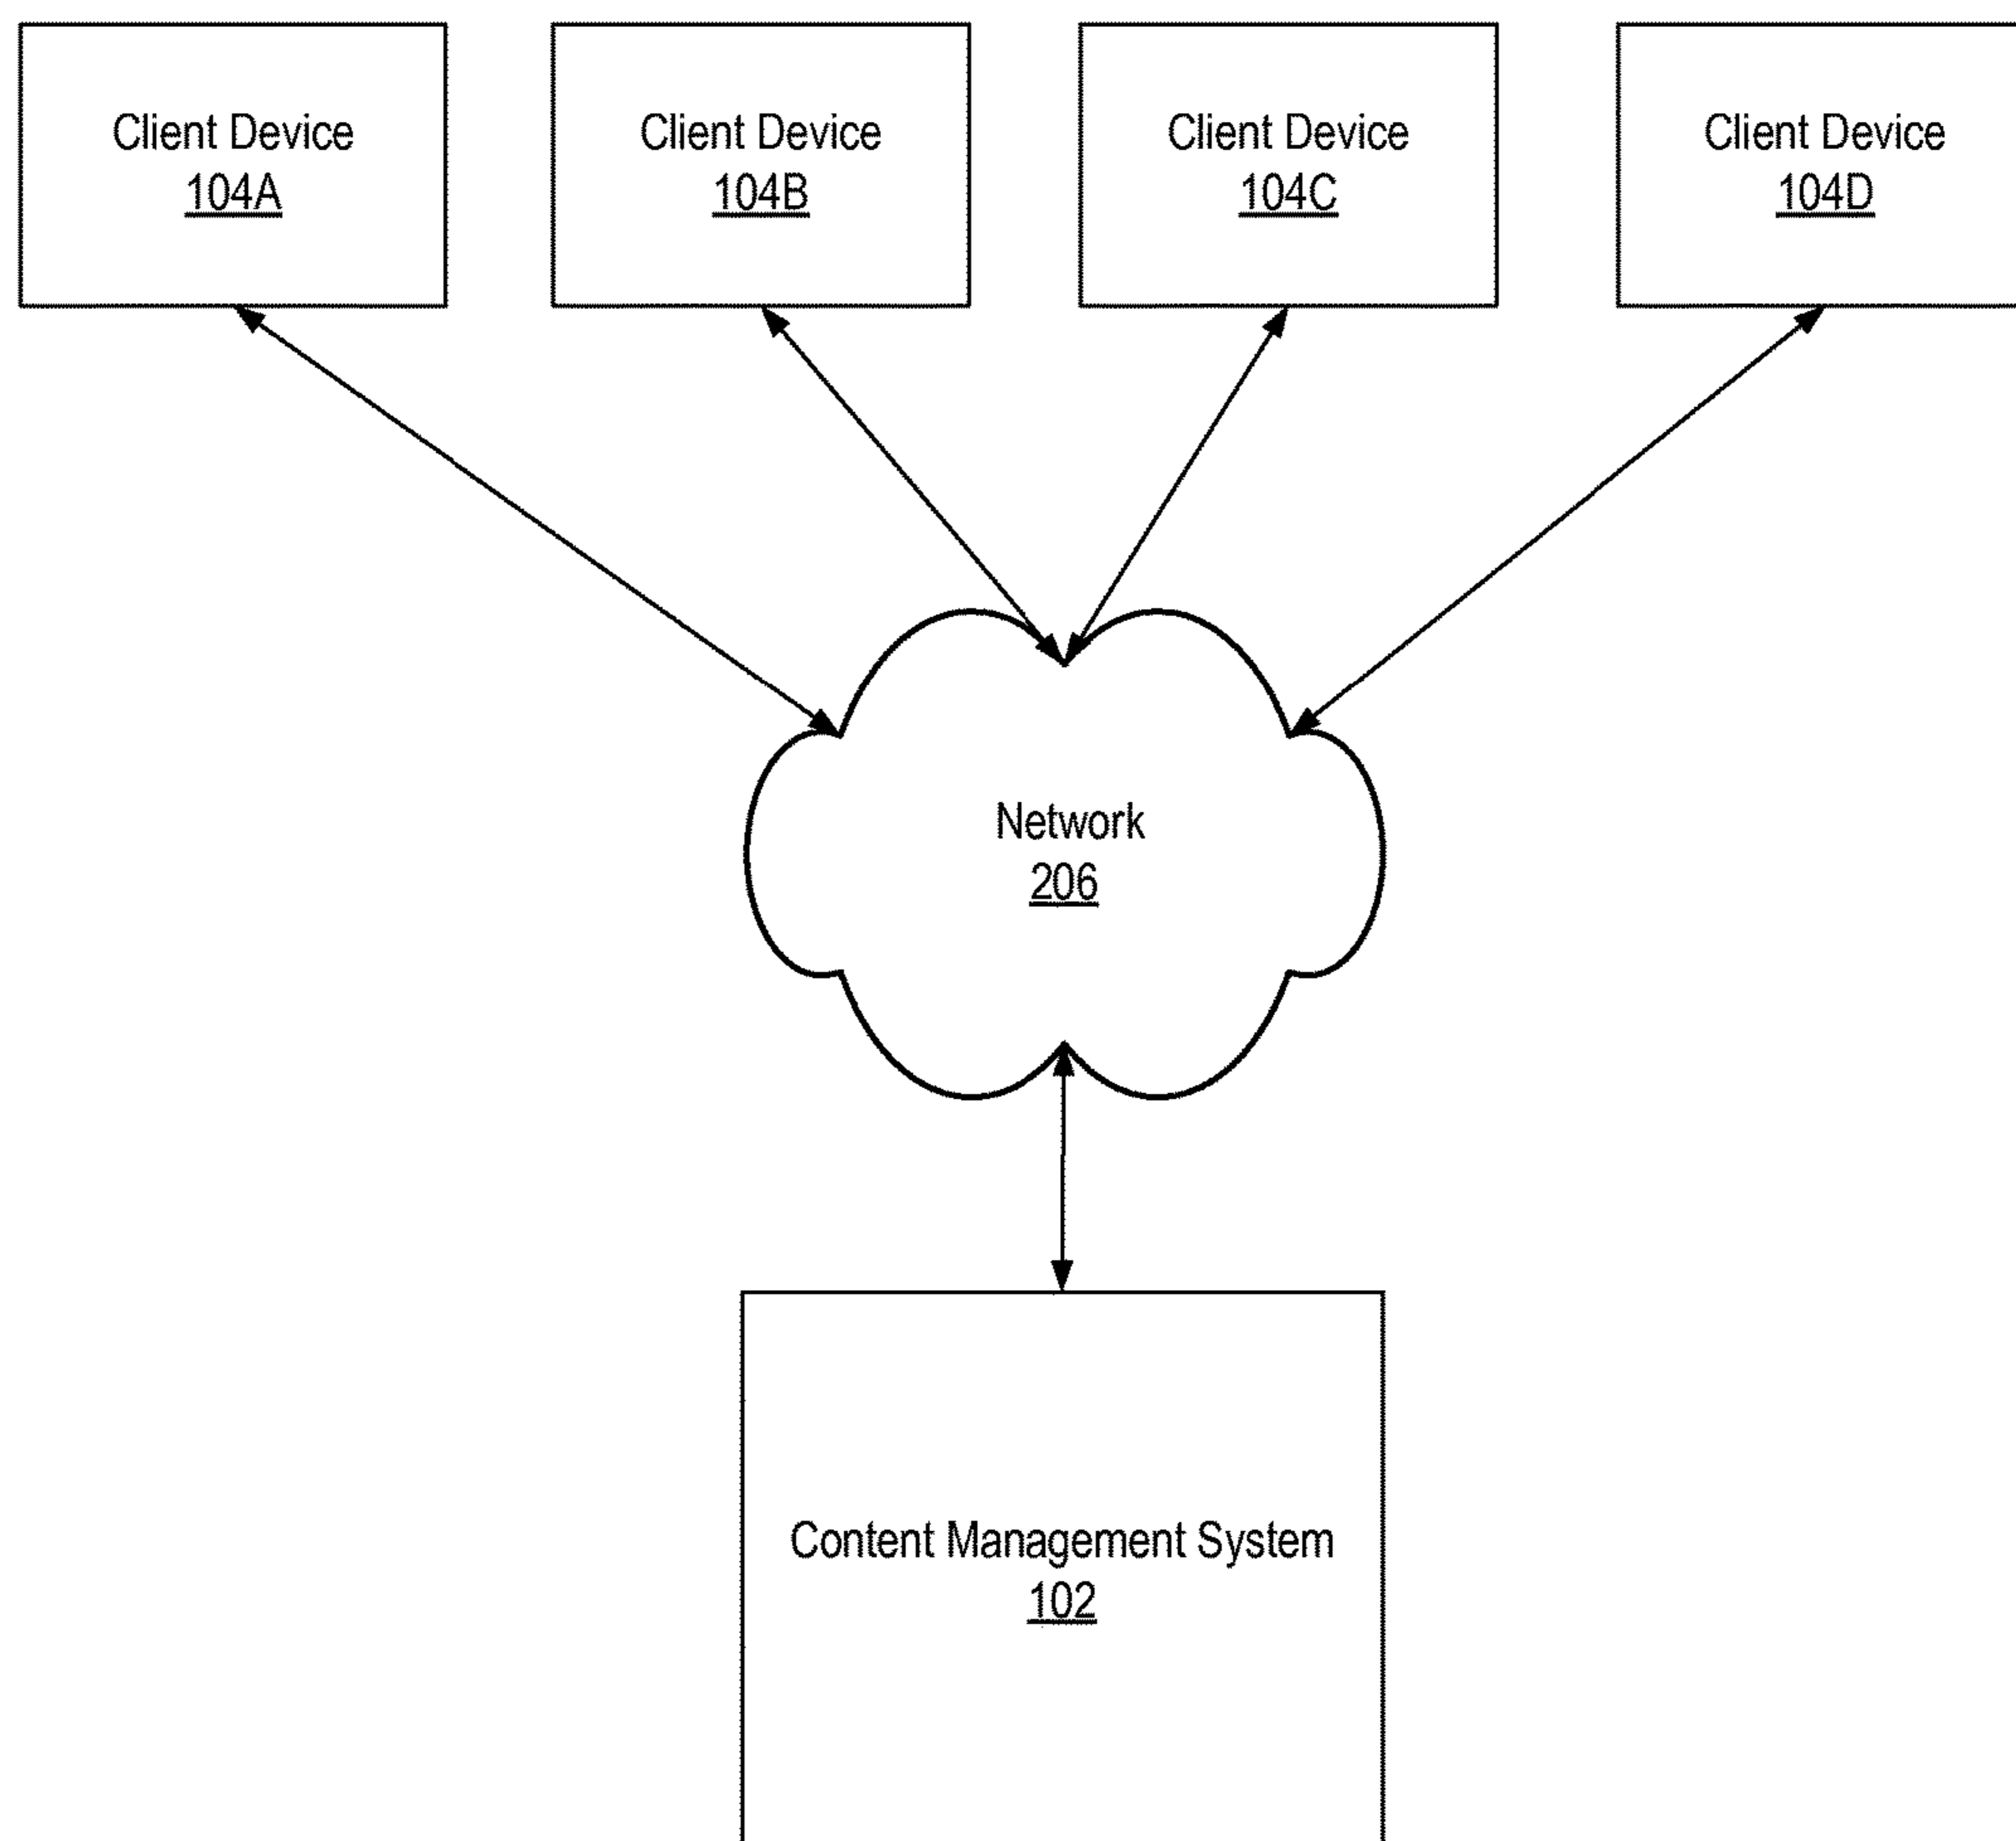 Client Device
104A
Client Device
104B
Client Device
104C
Client Device
104D
Network
206
Content Management System
102